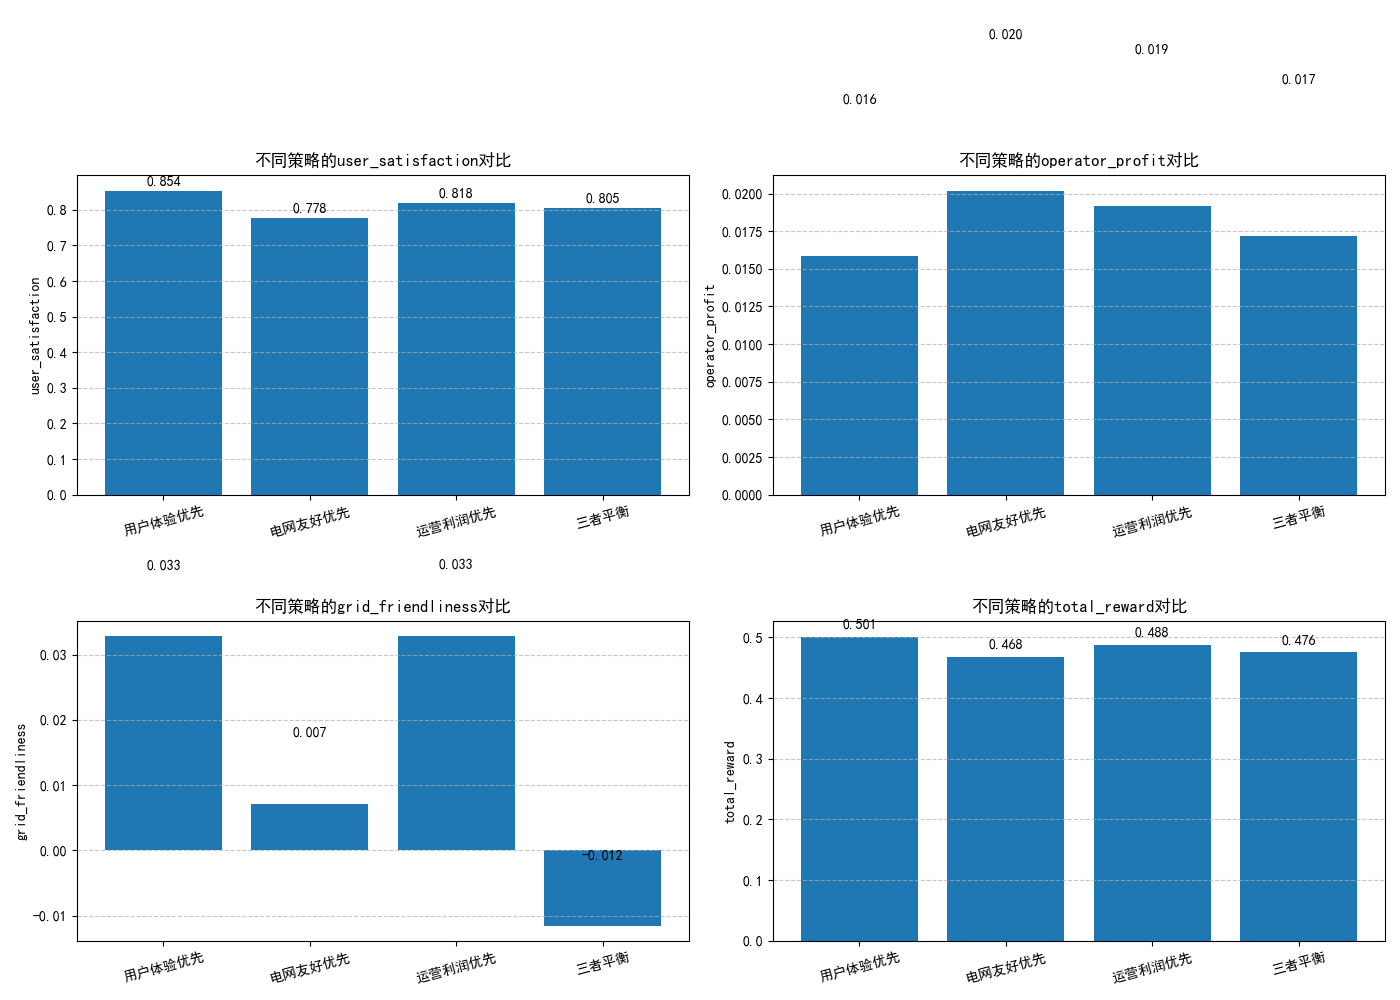 0.016
0.020
0.019
0.017
不同策略的user_satisfaction对比
user_satisfaction
0.8
0.7
0.6
0.5
0.4
0.3
0.2
0.1
0.0
0.854
0.778
0.818
0.805
用户体验优先
电网友好优先
运营利润优先
三者平衡
不同策略的operator_profit对比
operator_profit
0.0200
0.0175
0.0150
0.0125
0.0100
0.0075
0.0050
0.0025
0.0000
用户体验优先
电网友好优先
运营利润优先
三者平衡
0.033
0.033
不同策略的grid_friendliness对比
grid_friendliness
0.03
0.02
0.01
0.00
−0.01
0.007
−0.012
用户体验优先
电网友好优先
运营利润优先
三者平衡
不同策略的total_reward对比
total_reward
0.5
0.4
0.3
0.2
0.1
0.0
0.501
0.468
0.488
0.476
用户体验优先
电网友好优先
运营利润优先
三者平衡